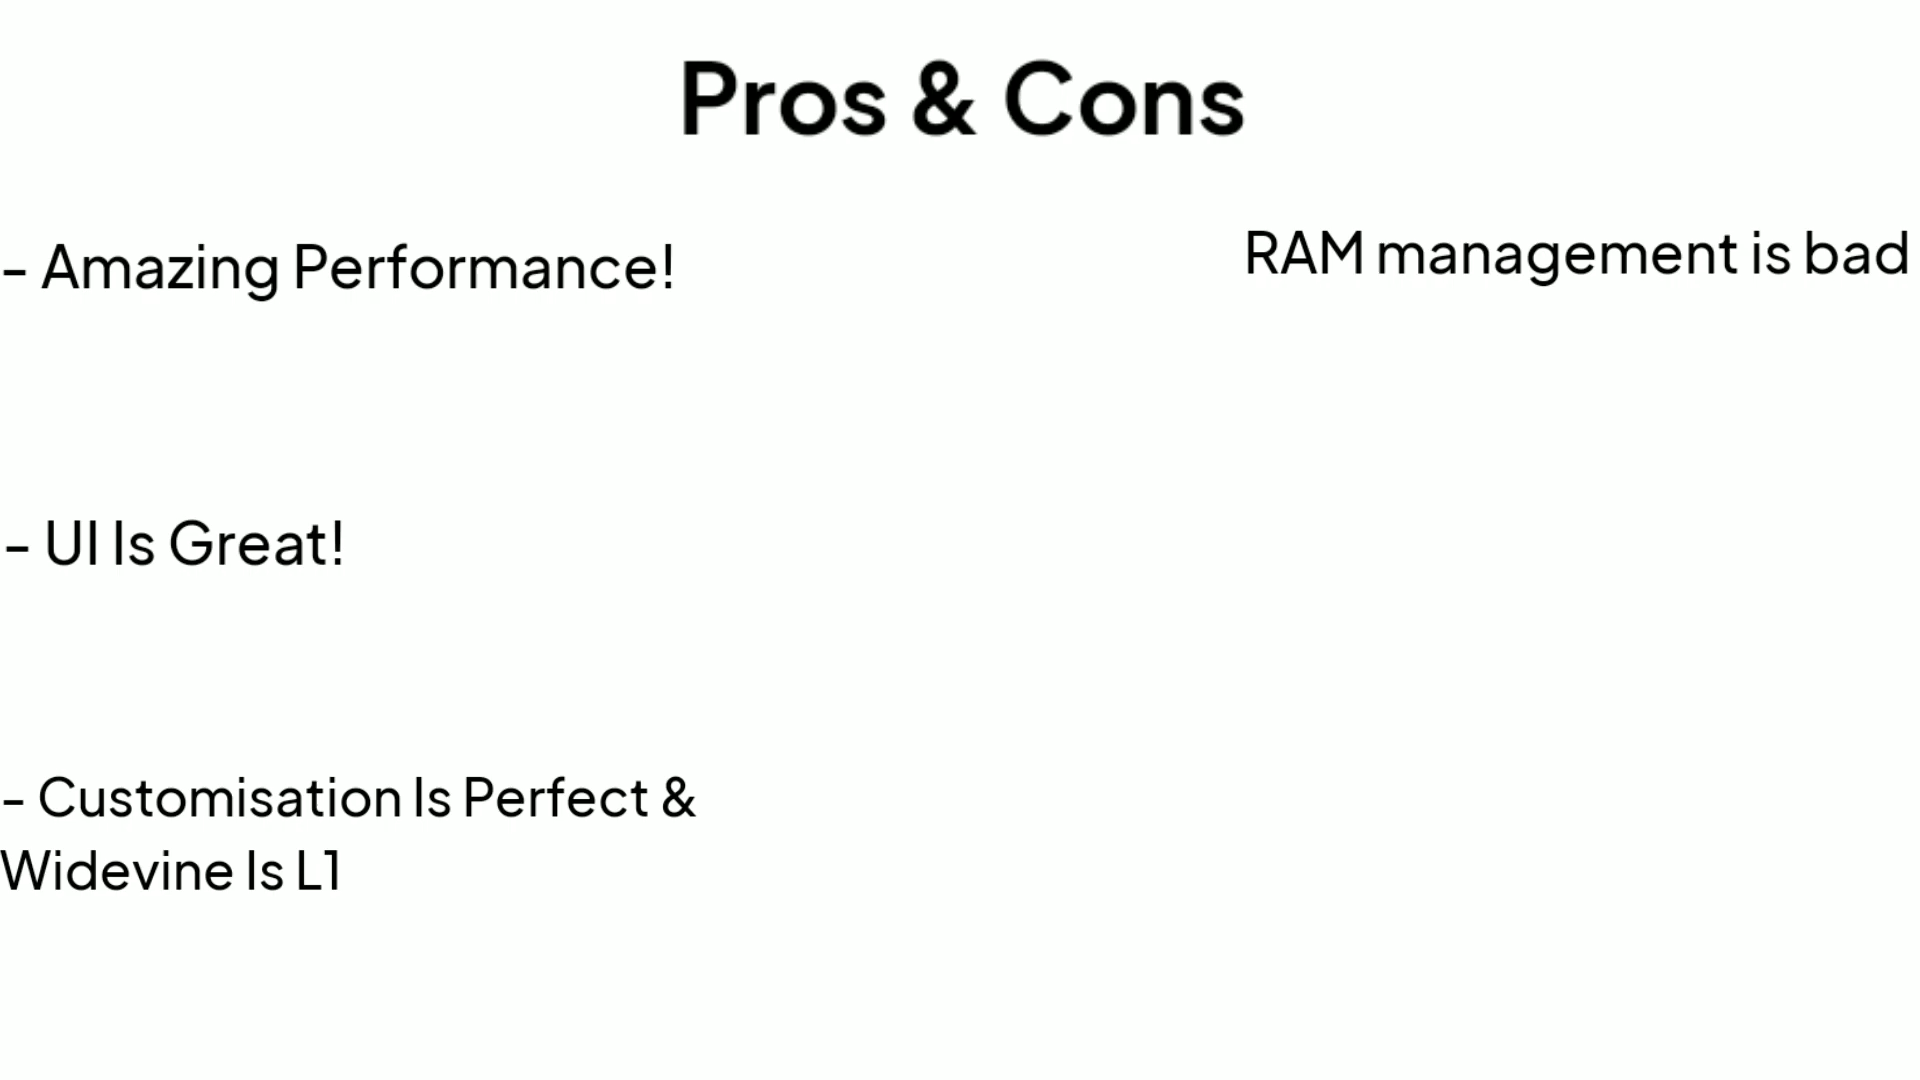 Pros & Cons
- Amazing Performance!
RAM management is bad
- UI Is Great!
- Customisation Is Perfect &
Widevine Is L1